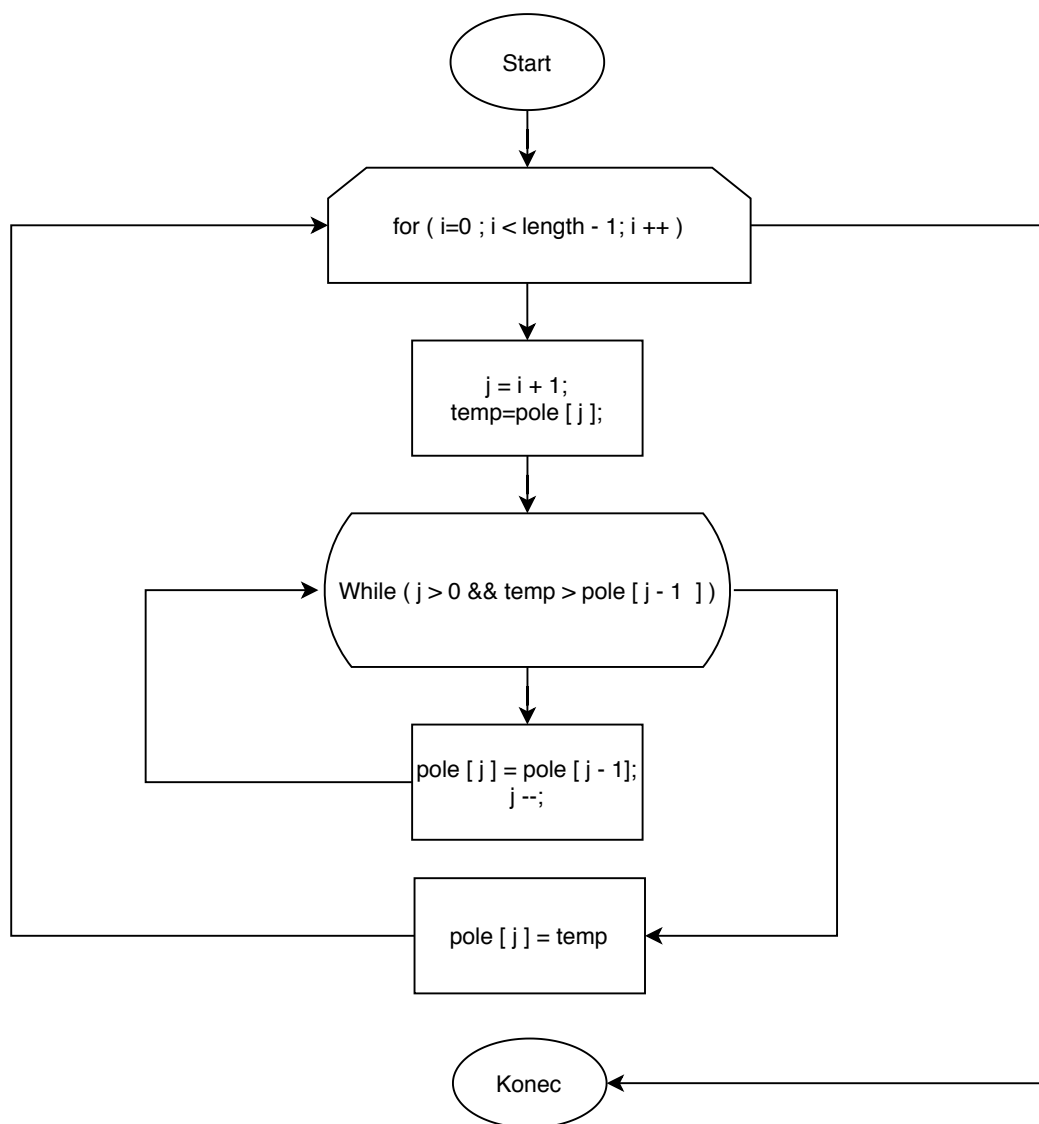 Start
for ( i=0 ; i < length - 1; i ++ )
j = i + 1;
temp=pole [ j ];
While ( j > 0 && temp > pole [ j - 1  ] )
pole [ j ] = pole [ j - 1];
j --;
pole [ j ] = temp
Konec